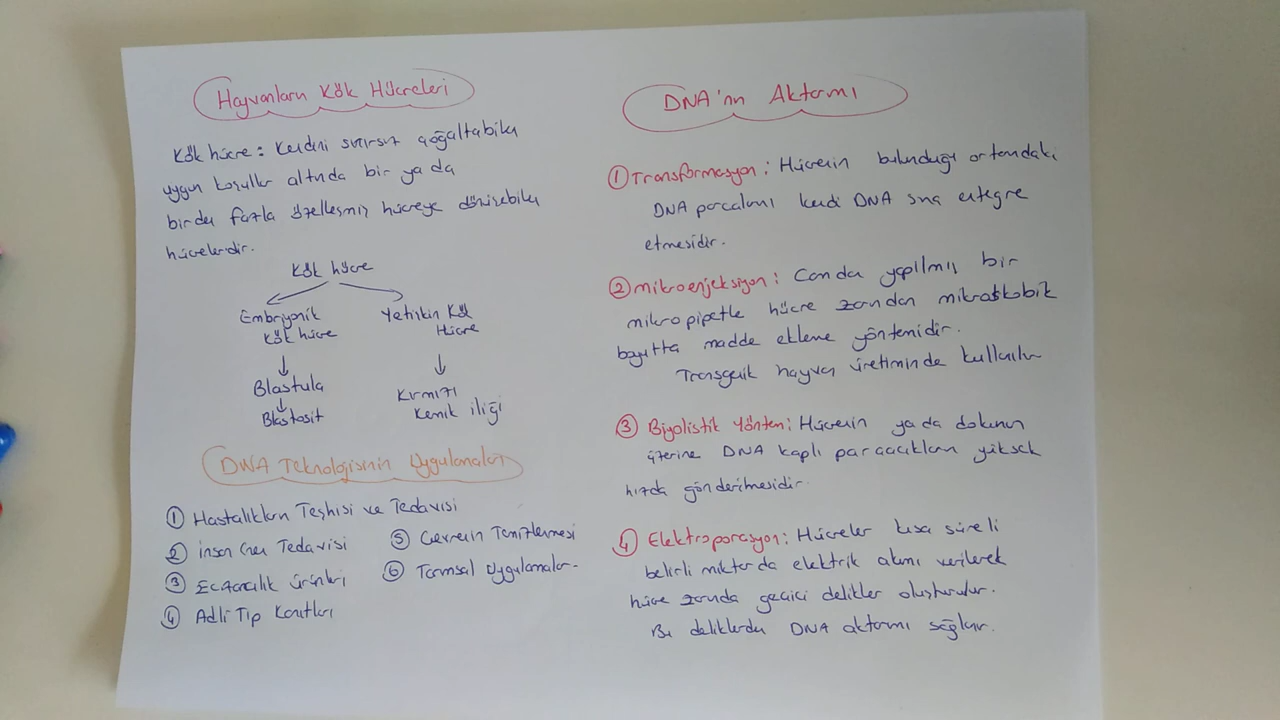 Hayvanların Kök Hücreleri
Kök hücre: Kendini sınırsız çoğaltabilen
uygun koşullar altında bir ya da
birden fazla özelleşmiş hücreye dönüşebilen
hücrelerdir.
Kök hücre
Embriyonik Kök hücre
Yetişkin Kök Hücre
Blastula
Blastosit
Kırmızı Kemik iliği
DNA Teknolojisinin Uygulamaları
① Hastalıkların Teşhisi ve Tedavisi
② insan Gen Tedavisi
③ Eczacılık ürünleri
④ Adli Tıp Kanıtları
⑤ Çevrenin Temizlenmesi
⑥ Tarımsal Uygulamalar
DNA'nın Aktarımı
① Transformasyon: Hücrenin bulunduğu ortamdaki
DNA parçalarını kendi DNA sına entegre
etmesidir.
② mikroenjeksiyon: Camdan yapılmış bir
mikropipetle hücre zarından mikroskobik
boyutta madde ekleme yöntemidir.
Transgenik hayvan üretiminde kullanılır
③ Biyolistik Yöntem: Hücrenin ya da dokunun
üzerine DNA kaplı parçacıkların yüksek
hızda gönderilmesidir.
④ Elektroporasyon: Hücreler kısa süreli
belirli miktarda elektrik akımı verilerek
hücre zarında geçici delikler oluşturulur.
Bu deliklerden DNA aktarımı sağlanır.